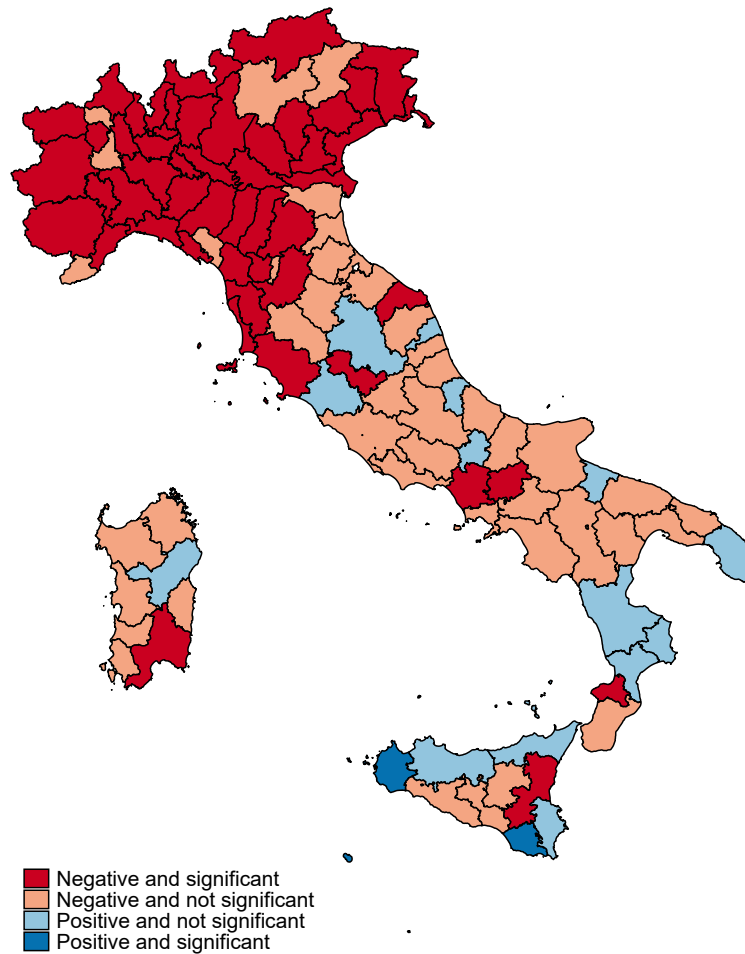 Negative and significant
Negative and not significant
Positive and not significant
Positive and significant